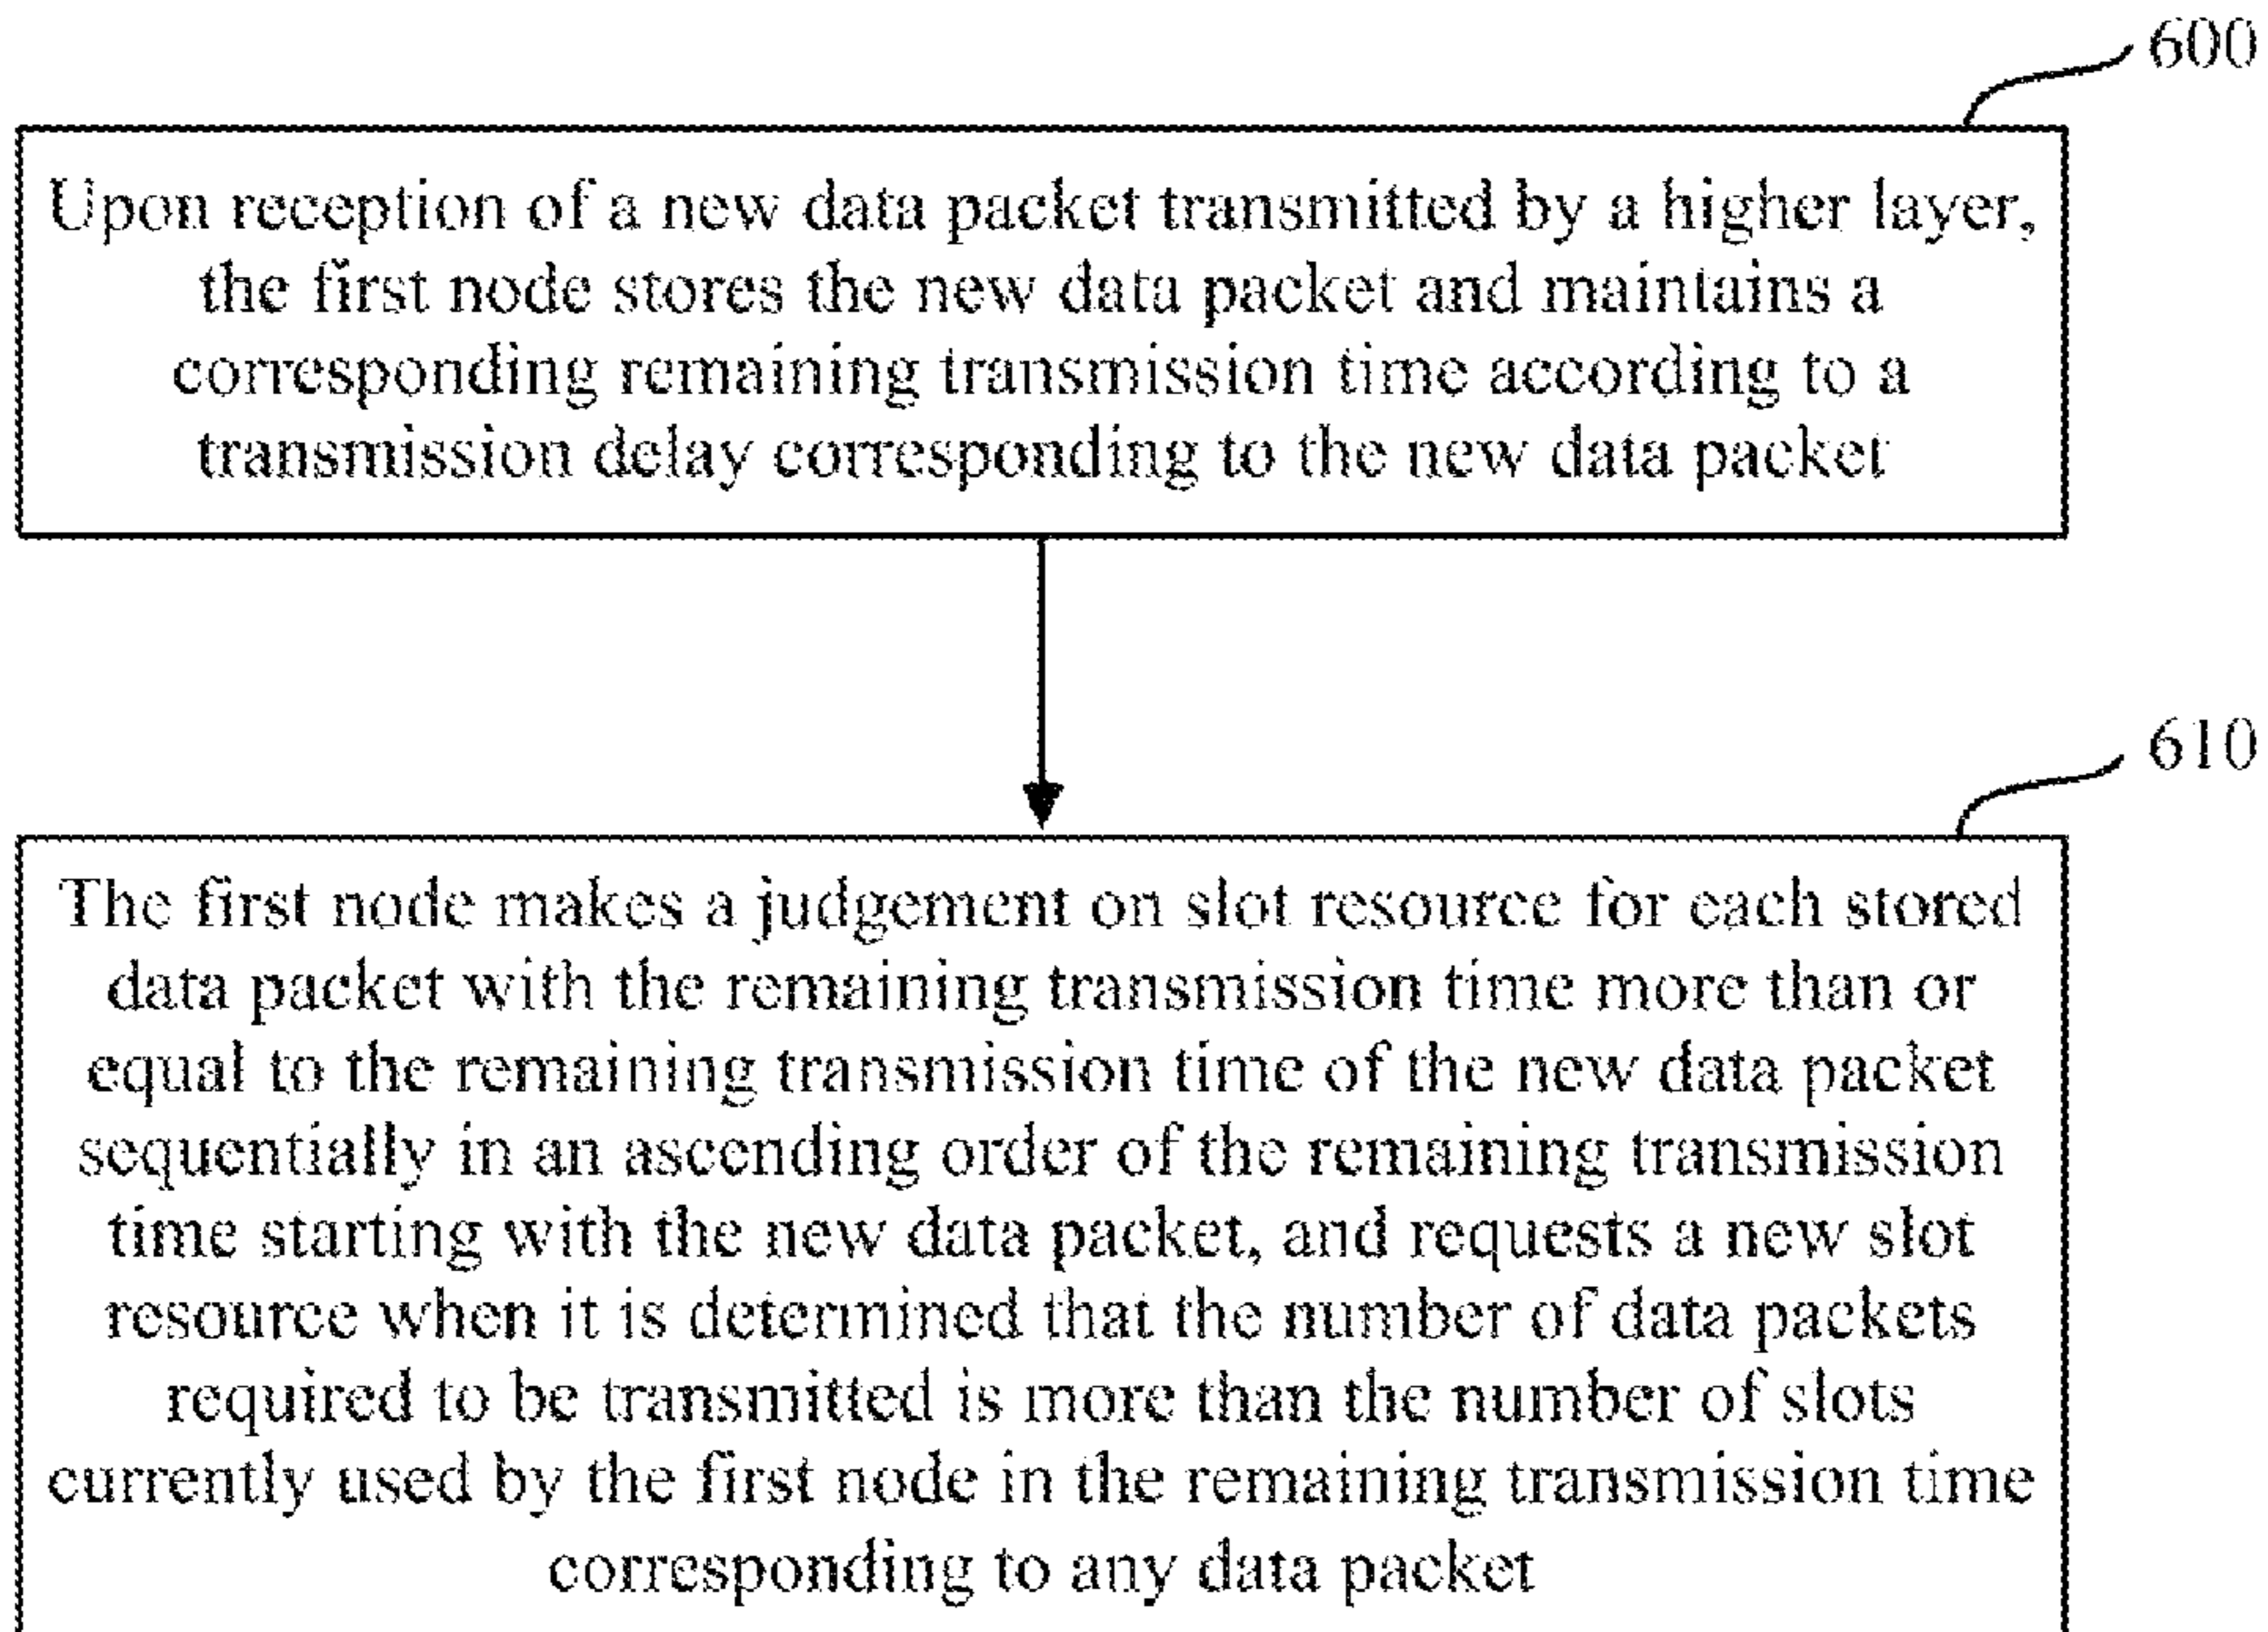 600
Upon reception of a new data packet transmitted by a higher layer,
the first node stores the new data packet and maintains a
corresponding remaining transmission time according to a
transmission delay corresponding to the new data packet
610
The first node makes a judgement on slot resource for each stored
data packet with the remaining transmission time more than or
equal to the remaining transmission time of the new data packet
sequentially in an ascending order of the remaining transmission
time starting with the new data packet, and requests a new slot
resource when it is determined that the number of data packets
required to be transmitted is more than the number of slots
currently used by the first node in the remaining transmission time
corresponding to any data packet